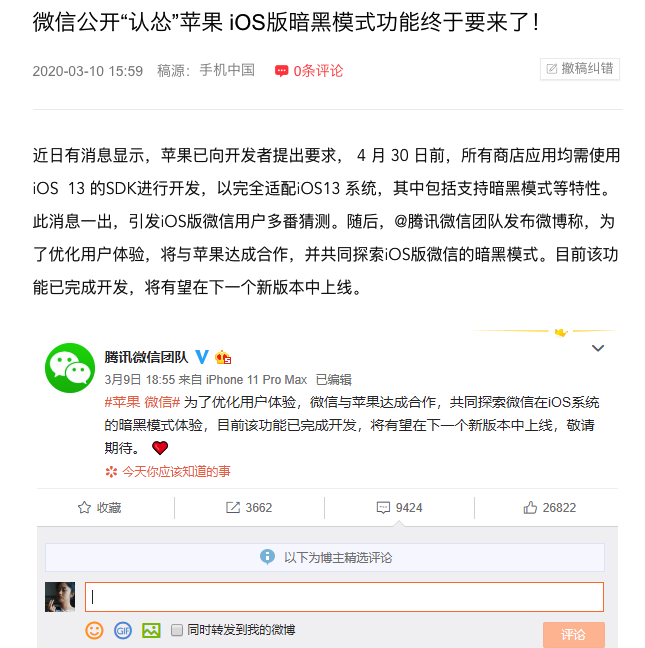 微信公开“认怂”苹果 iOS版暗黑模式功能终于要来了！
2020-03-10 15:59 稿源：手机中国 0条评论 撤稿纠错
近日有消息显示，苹果已向开发者提出要求， 4 月 30 日前，所有商店应用均需使用
iOS 13 的SDK进行开发，以完全适配iOS13 系统，其中包括支持暗黑模式等特性。
此消息一出，引发iOS版微信用户多番猜测。随后，@腾讯微信团队发布微博称，为
了优化用户体验，将与苹果达成合作，并共同探索iOS版微信的暗黑模式。目前该功
能已完成开发，将有望在下一个新版本中上线。
腾讯微信团队
3月9日 18:55 来自 iPhone 11 Pro Max 已编辑
#苹果 微信# 为了优化用户体验，微信与苹果达成合作，共同探索微信在iOS系统
的暗黑模式体验，目前该功能已完成开发，将有望在下一个新版本中上线，敬请
期待。
今天你应该知道的事
收藏 3662 9424 26822
以下为博主精选评论
GIF 同时转发到我的微博 评论